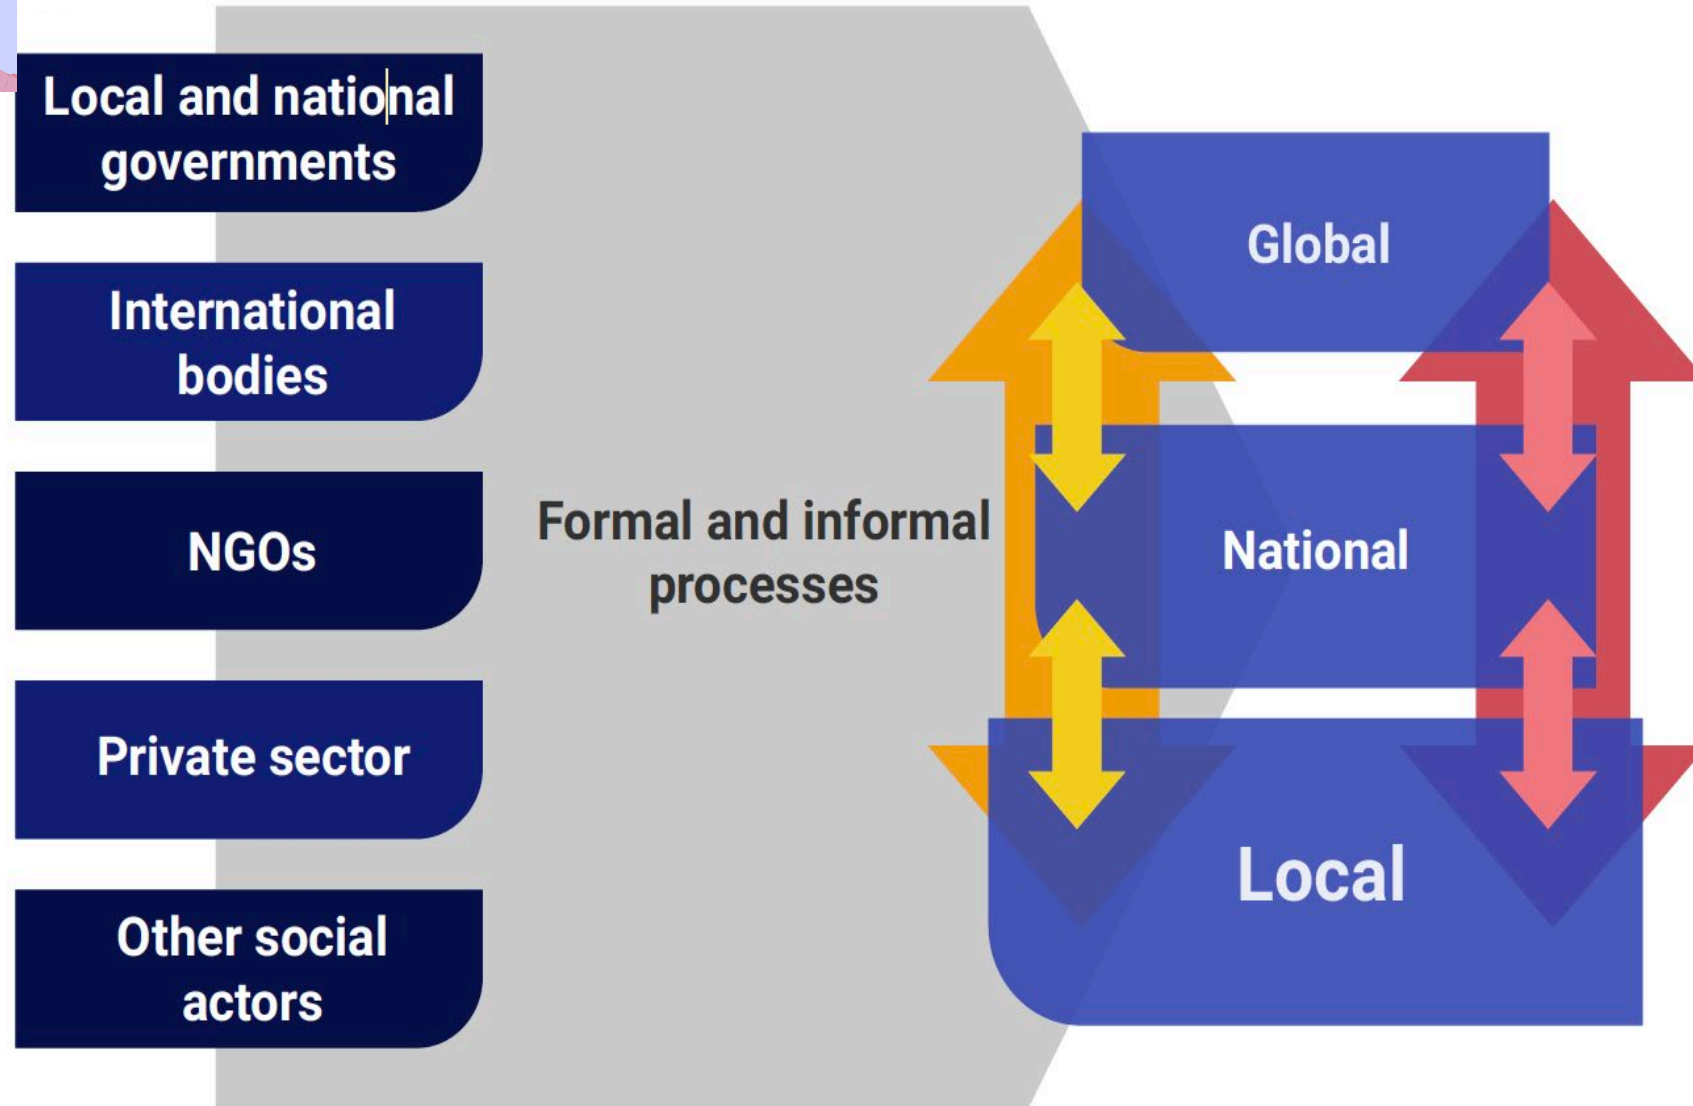 Local and national
governments
International
bodies
NGOs
Private sector
Other social
actors
Formal and informal
processes
Global
National
Local